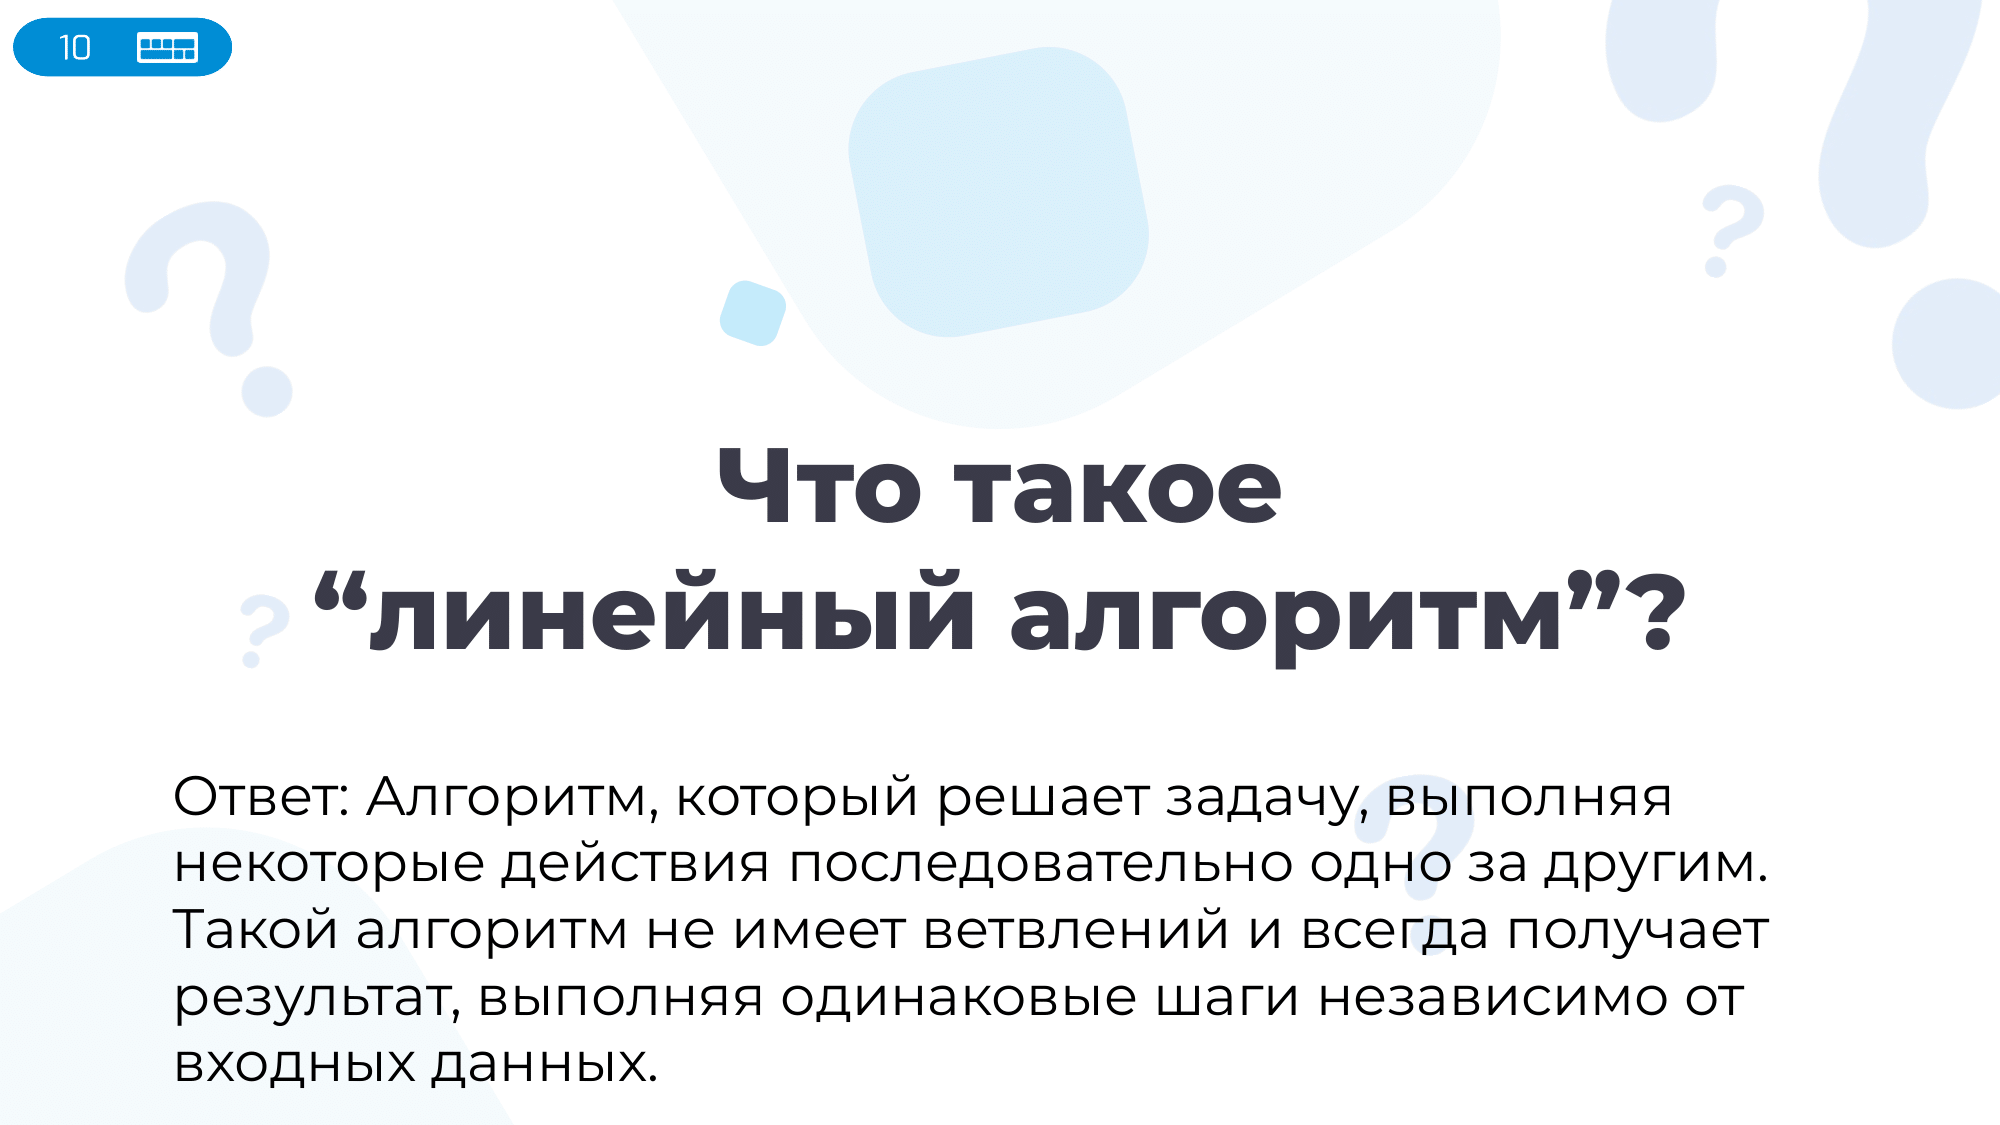 10
Что такое
“линейный алгоритм”?
Ответ: Алгоритм, который решает задачу, выполняя
некоторые действия последовательно одно за другим.
Такой алгоритм не имеет ветвлений и всегда получает
результат, выполняя одинаковые шаги независимо от
входных данных.